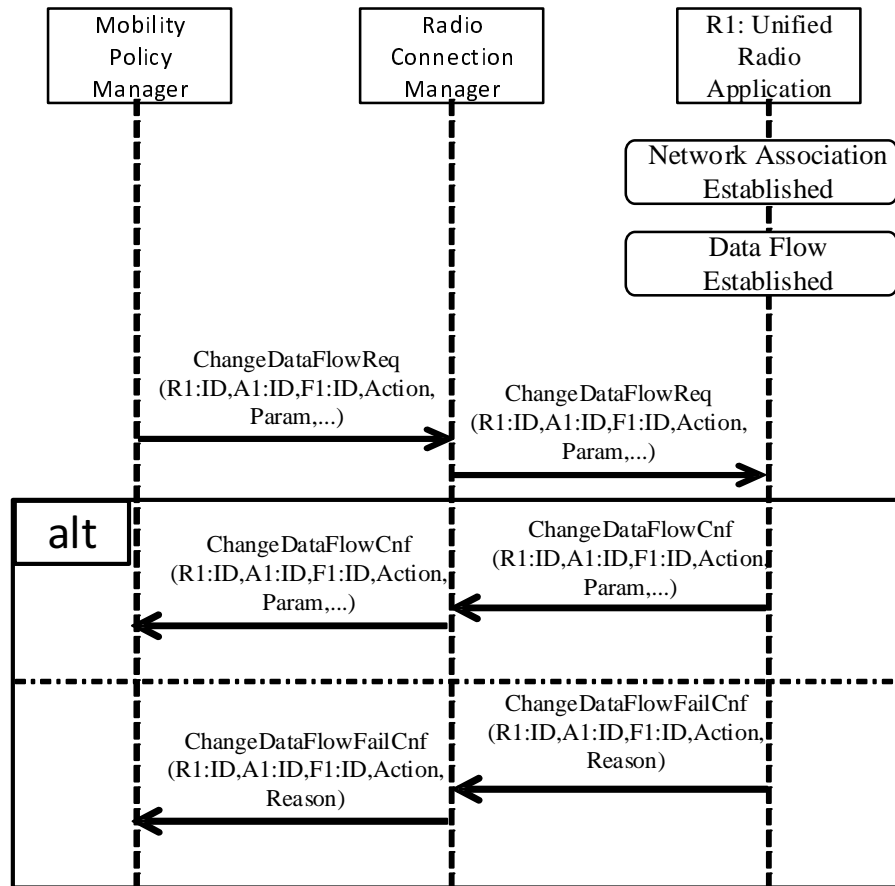 Mobility
Policy
Manager
Radio
Connection
Manager
R1: Unified
Radio
Application
Network Association
Established
Data Flow
Established
ChangeDataFlowReq
(R1:ID,A1:ID,F1:ID,Action,
Param,...)
ChangeDataFlowReq
(R1:ID,A1:ID,F1:ID,Action,
Param,...)
alt
ChangeDataFlowCnf
(R1:ID,A1:ID,F1:ID,Action,
Param,...)
ChangeDataFlowCnf
(R1:ID,A1:ID,F1:ID,Action,
Param,...)
ChangeDataFlowFailCnf
(R1:ID,A1:ID,F1:ID,Action,
Reason)
ChangeDataFlowFailCnf
(R1:ID,A1:ID,F1:ID,Action,
Reason)